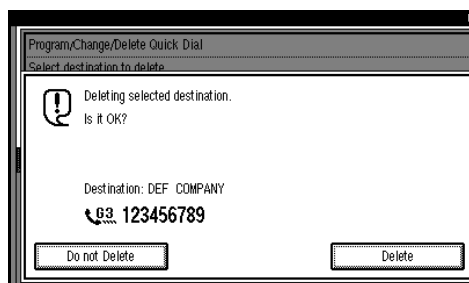 Program/Change/Delete Quick Dial
Select destination to delete
Deleting selected destination.
Is it OK?
Destination: DEF COMPANY
G3 123456789
Do not Delete
Delete